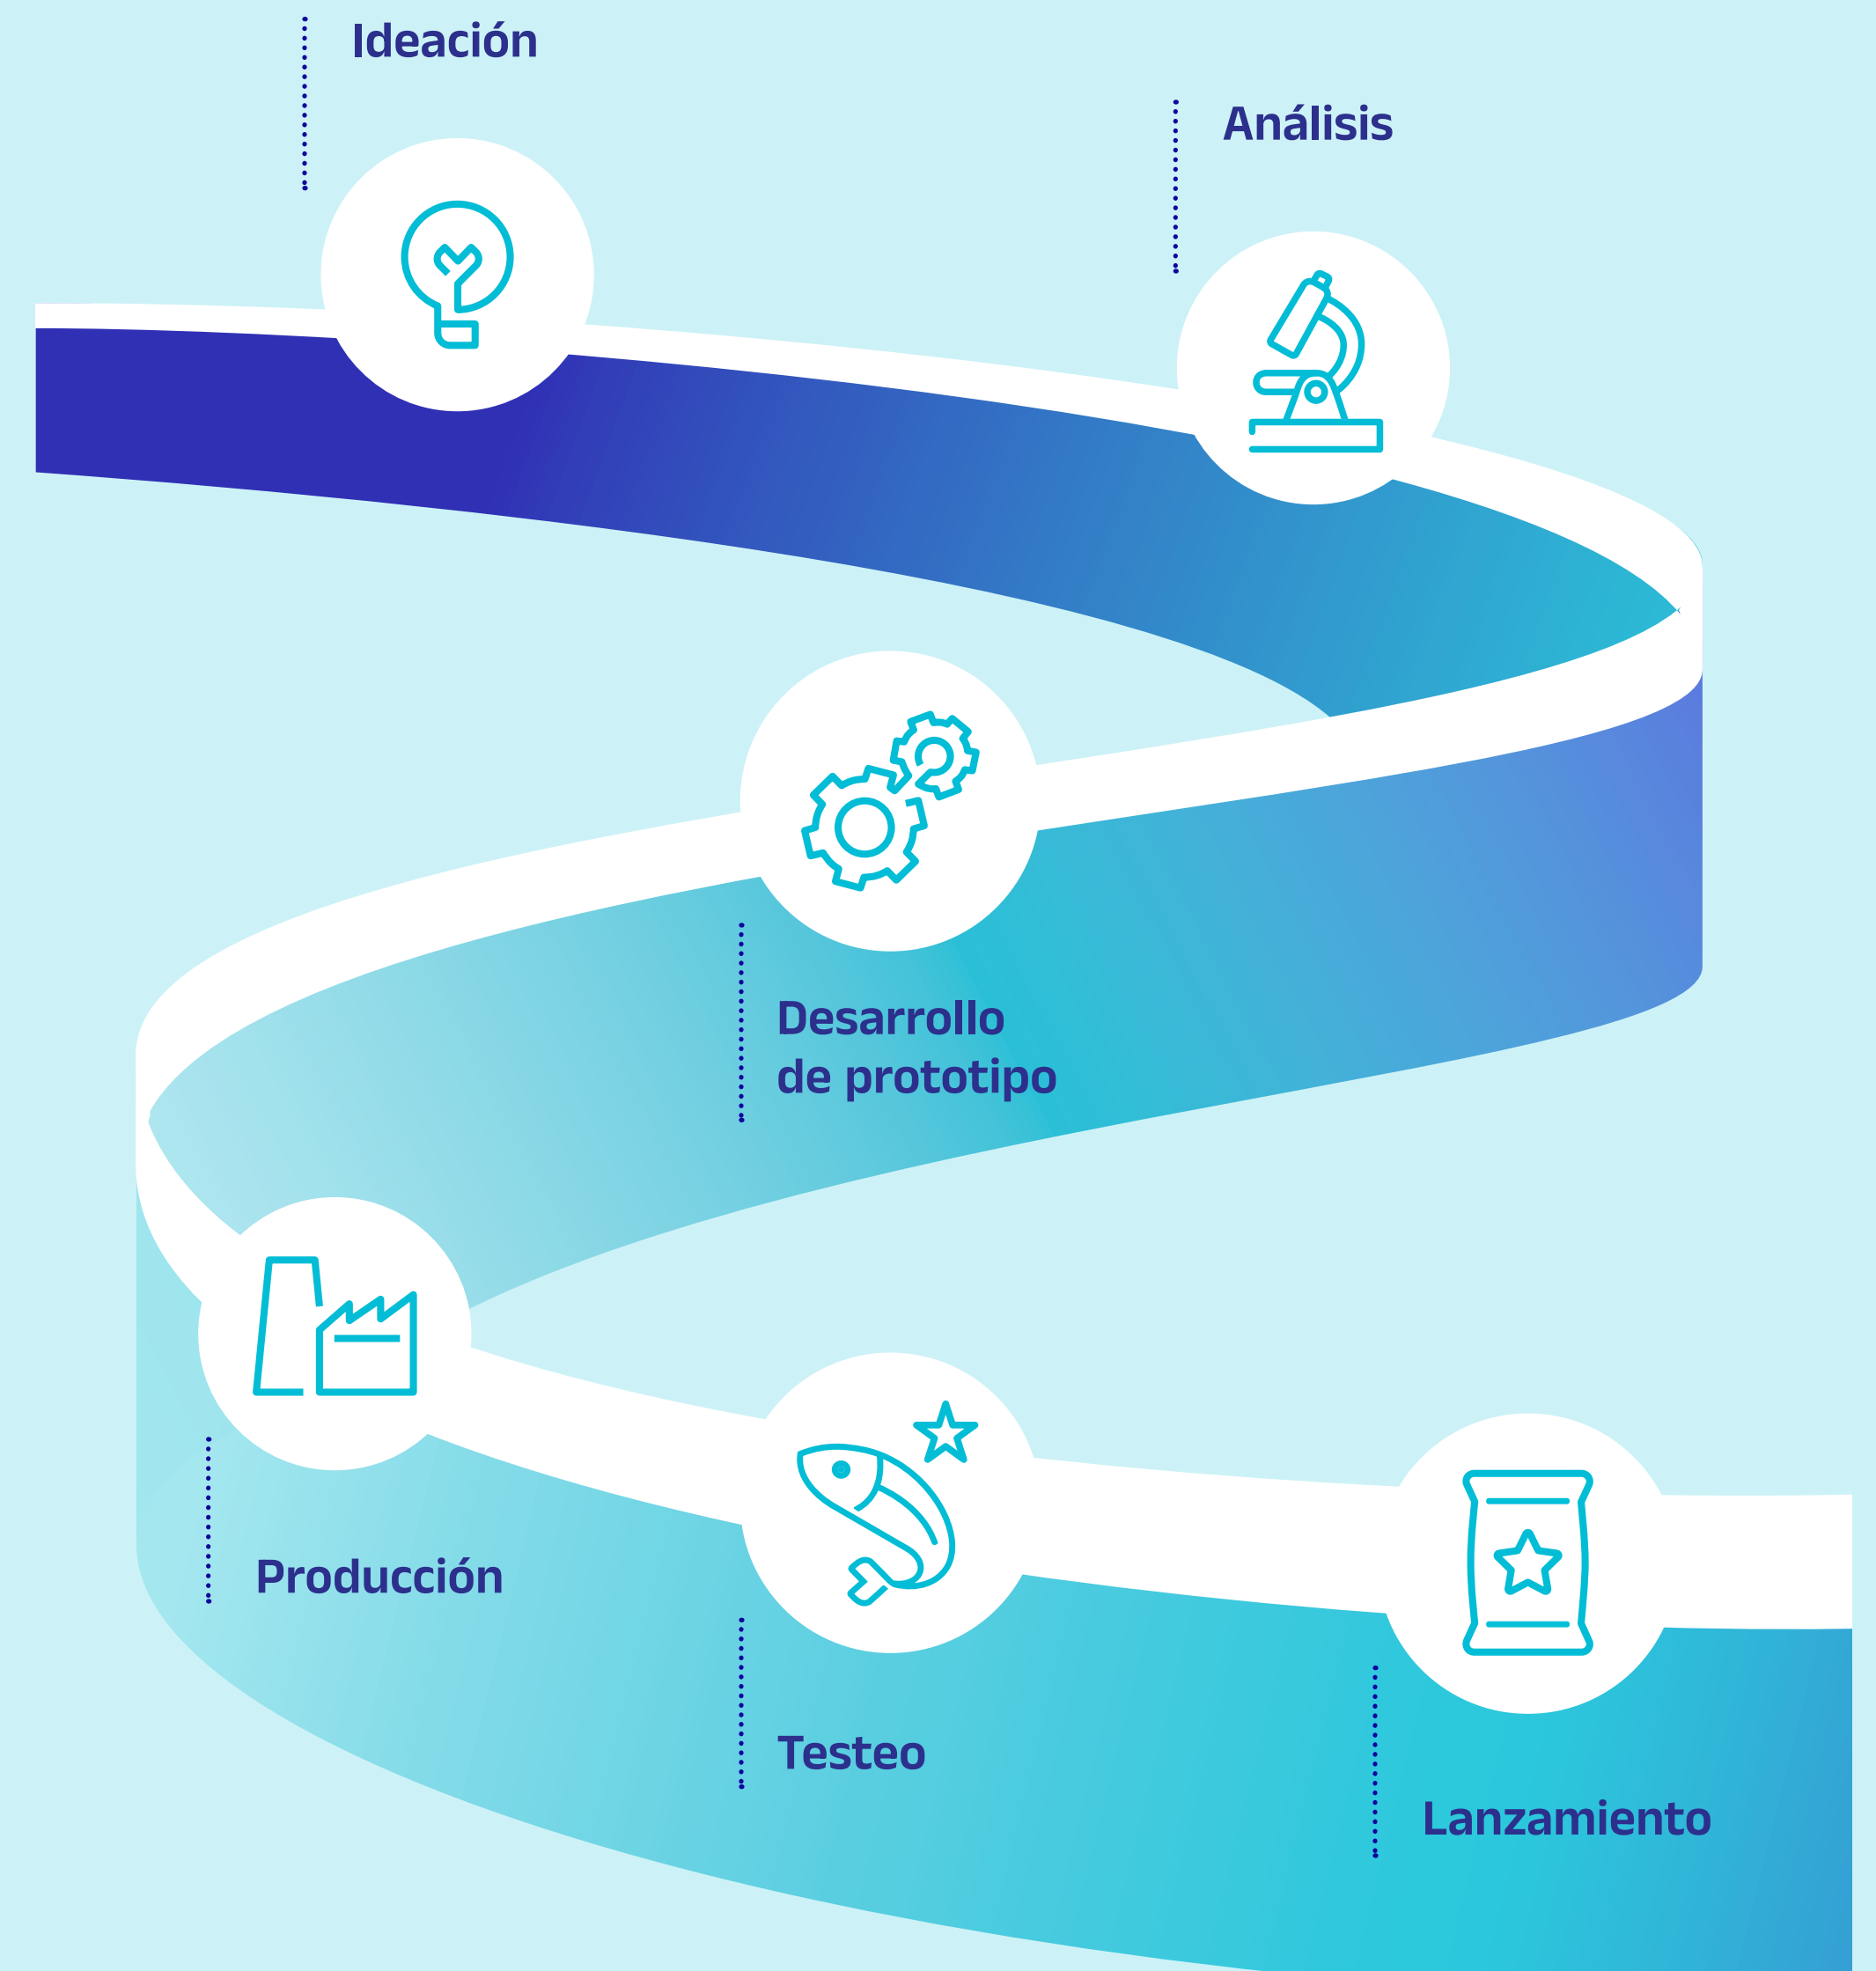 Ideación
Análisis
Desarrollo
de prototipo
Producción
Testeo
Lanzamiento